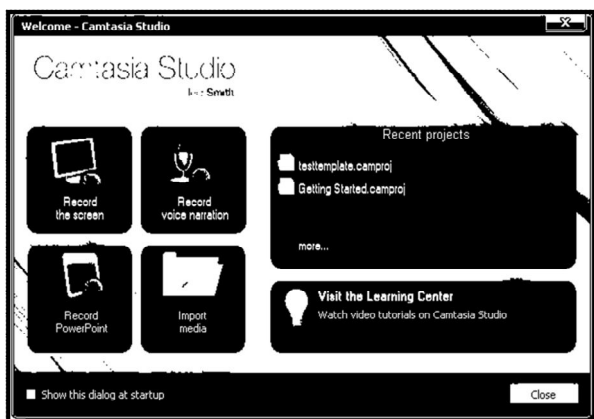 Welcome - Camtasia Studio
Camtasia Studio
Smith
Record
the screen
Record
voice narration
Record
PowerPoint
Import
media
Recent projects
testtemplate.camproj
Getting Started.camproj
more...
Visit the Learning Center
Watch video tutorials on Camtasia Studio
Show this dialog at startup
Close